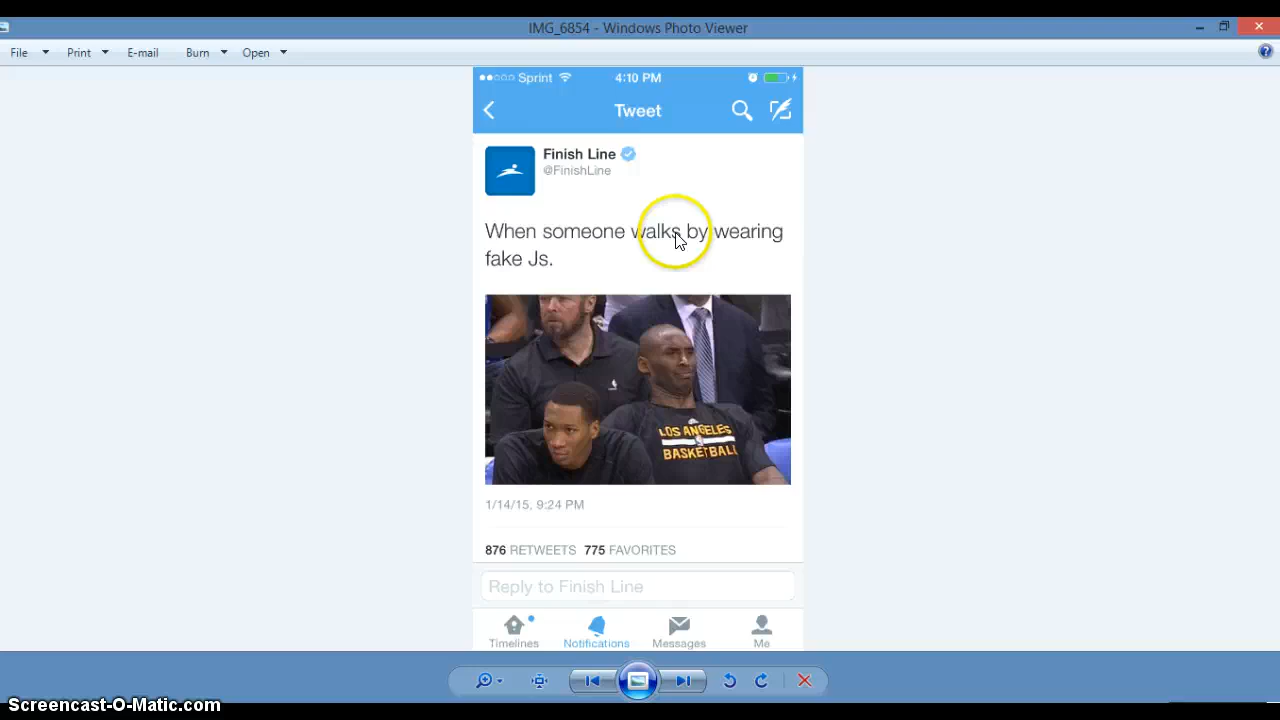 IMG_6854 - Windows Photo Viewer
File Print E-mail Burn Open
Sprint 4:10 PM
Tweet
Finish Line
@FinishLine
When someone walks by wearing
fake Js.
LOS ANGELES
BASKETBALL
1/14/15, 9:24 PM
876 RETWEETS 775 FAVORITES
Reply to Finish Line
Timelines Notifications Messages Me
Screencast-O-Matic.com